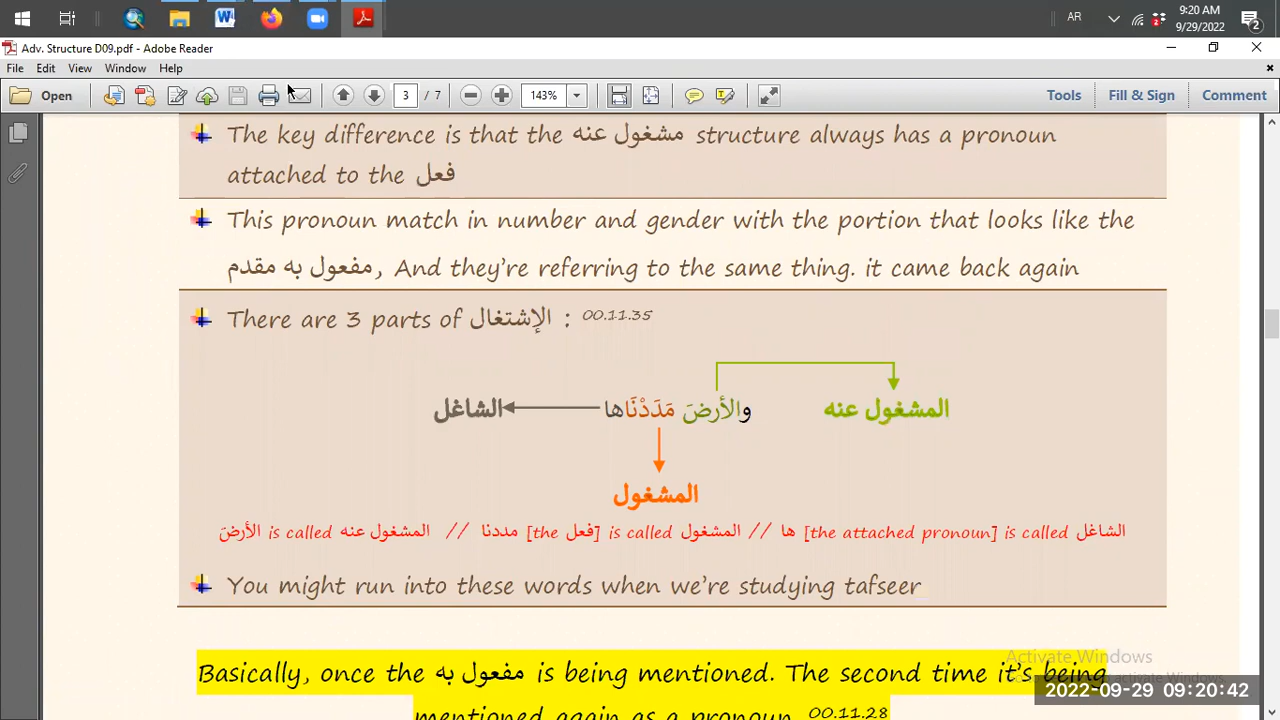 AR
9:20 AM
9/29/2022
2
Adv. Structure D09.pdf - Adobe Reader
File Edit View Window Help
Open 3 / 7 143% Tools Fill & Sign Comment
The key difference is that the مشغول عنه structure always has a pronoun
attached to the فعل
This pronoun match in number and gender with the portion that looks like the
مفعول به مقدم, And they're referring to the same thing. it came back again
There are 3 parts of الإشتغال : 00.11.35
والأرضَ مَدَدْنَاها
المشغول عنه
الشاغل
المشغول
الأرضَ is called المشغول عنه // مددنا [the فعل] is called المشغول // ها [the attached pronoun] is called الشاغل
You might run into these words when we're studying tafseer
Basically, once the مفعول به is being mentioned. The second time it's being
mentioned again as a pronoun 00.11.28
Activate Windows
2022-09-29 09:20:42